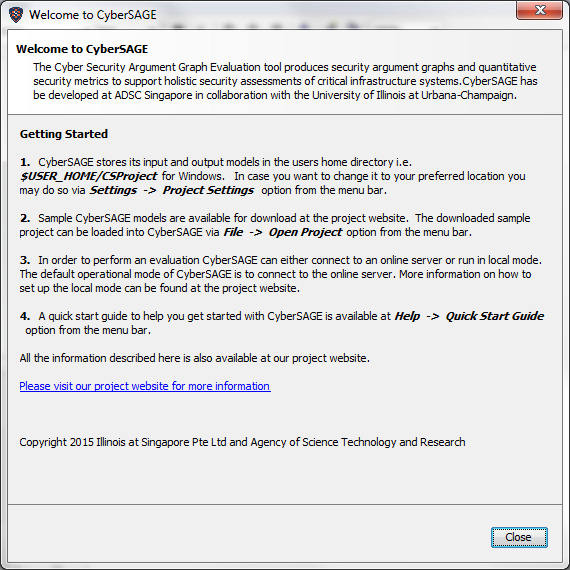 Welcome to CyberSAGE
Welcome to CyberSAGE
The Cyber Security Argument Graph Evaluation tool produces security argument graphs and quantitative
security metrics to support holistic security assessments of critical infrastructure systems.CyberSAGE has
be developed at ADSC Singapore in collaboration with the University of Illinois at Urbana-Champaign.
Getting Started
1. CyberSAGE stores its input and output models in the users home directory i.e.
$USER_HOME/CSProject for Windows. In case you want to change it to your preferred location you
may do so via Settings -> Project Settings option from the menu bar.
2. Sample CyberSAGE models are available for download at the project website. The downloaded sample
project can be loaded into CyberSAGE via File -> Open Project option from the menu bar.
3. In order to perform an evaluation CyberSAGE can either connect to an online server or run in local mode.
The default operational mode of CyberSAGE is to connect to the online server. More information on how to
set up the local mode can be found at the project website.
4. A quick start guide to help you get started with CyberSAGE is available at Help -> Quick Start Guide
option from the menu bar.
All the information described here is also available at our project website.
Please visit our project website for more information
Copyright 2015 Illinois at Singapore Pte Ltd and Agency of Science Technology and Research
Close